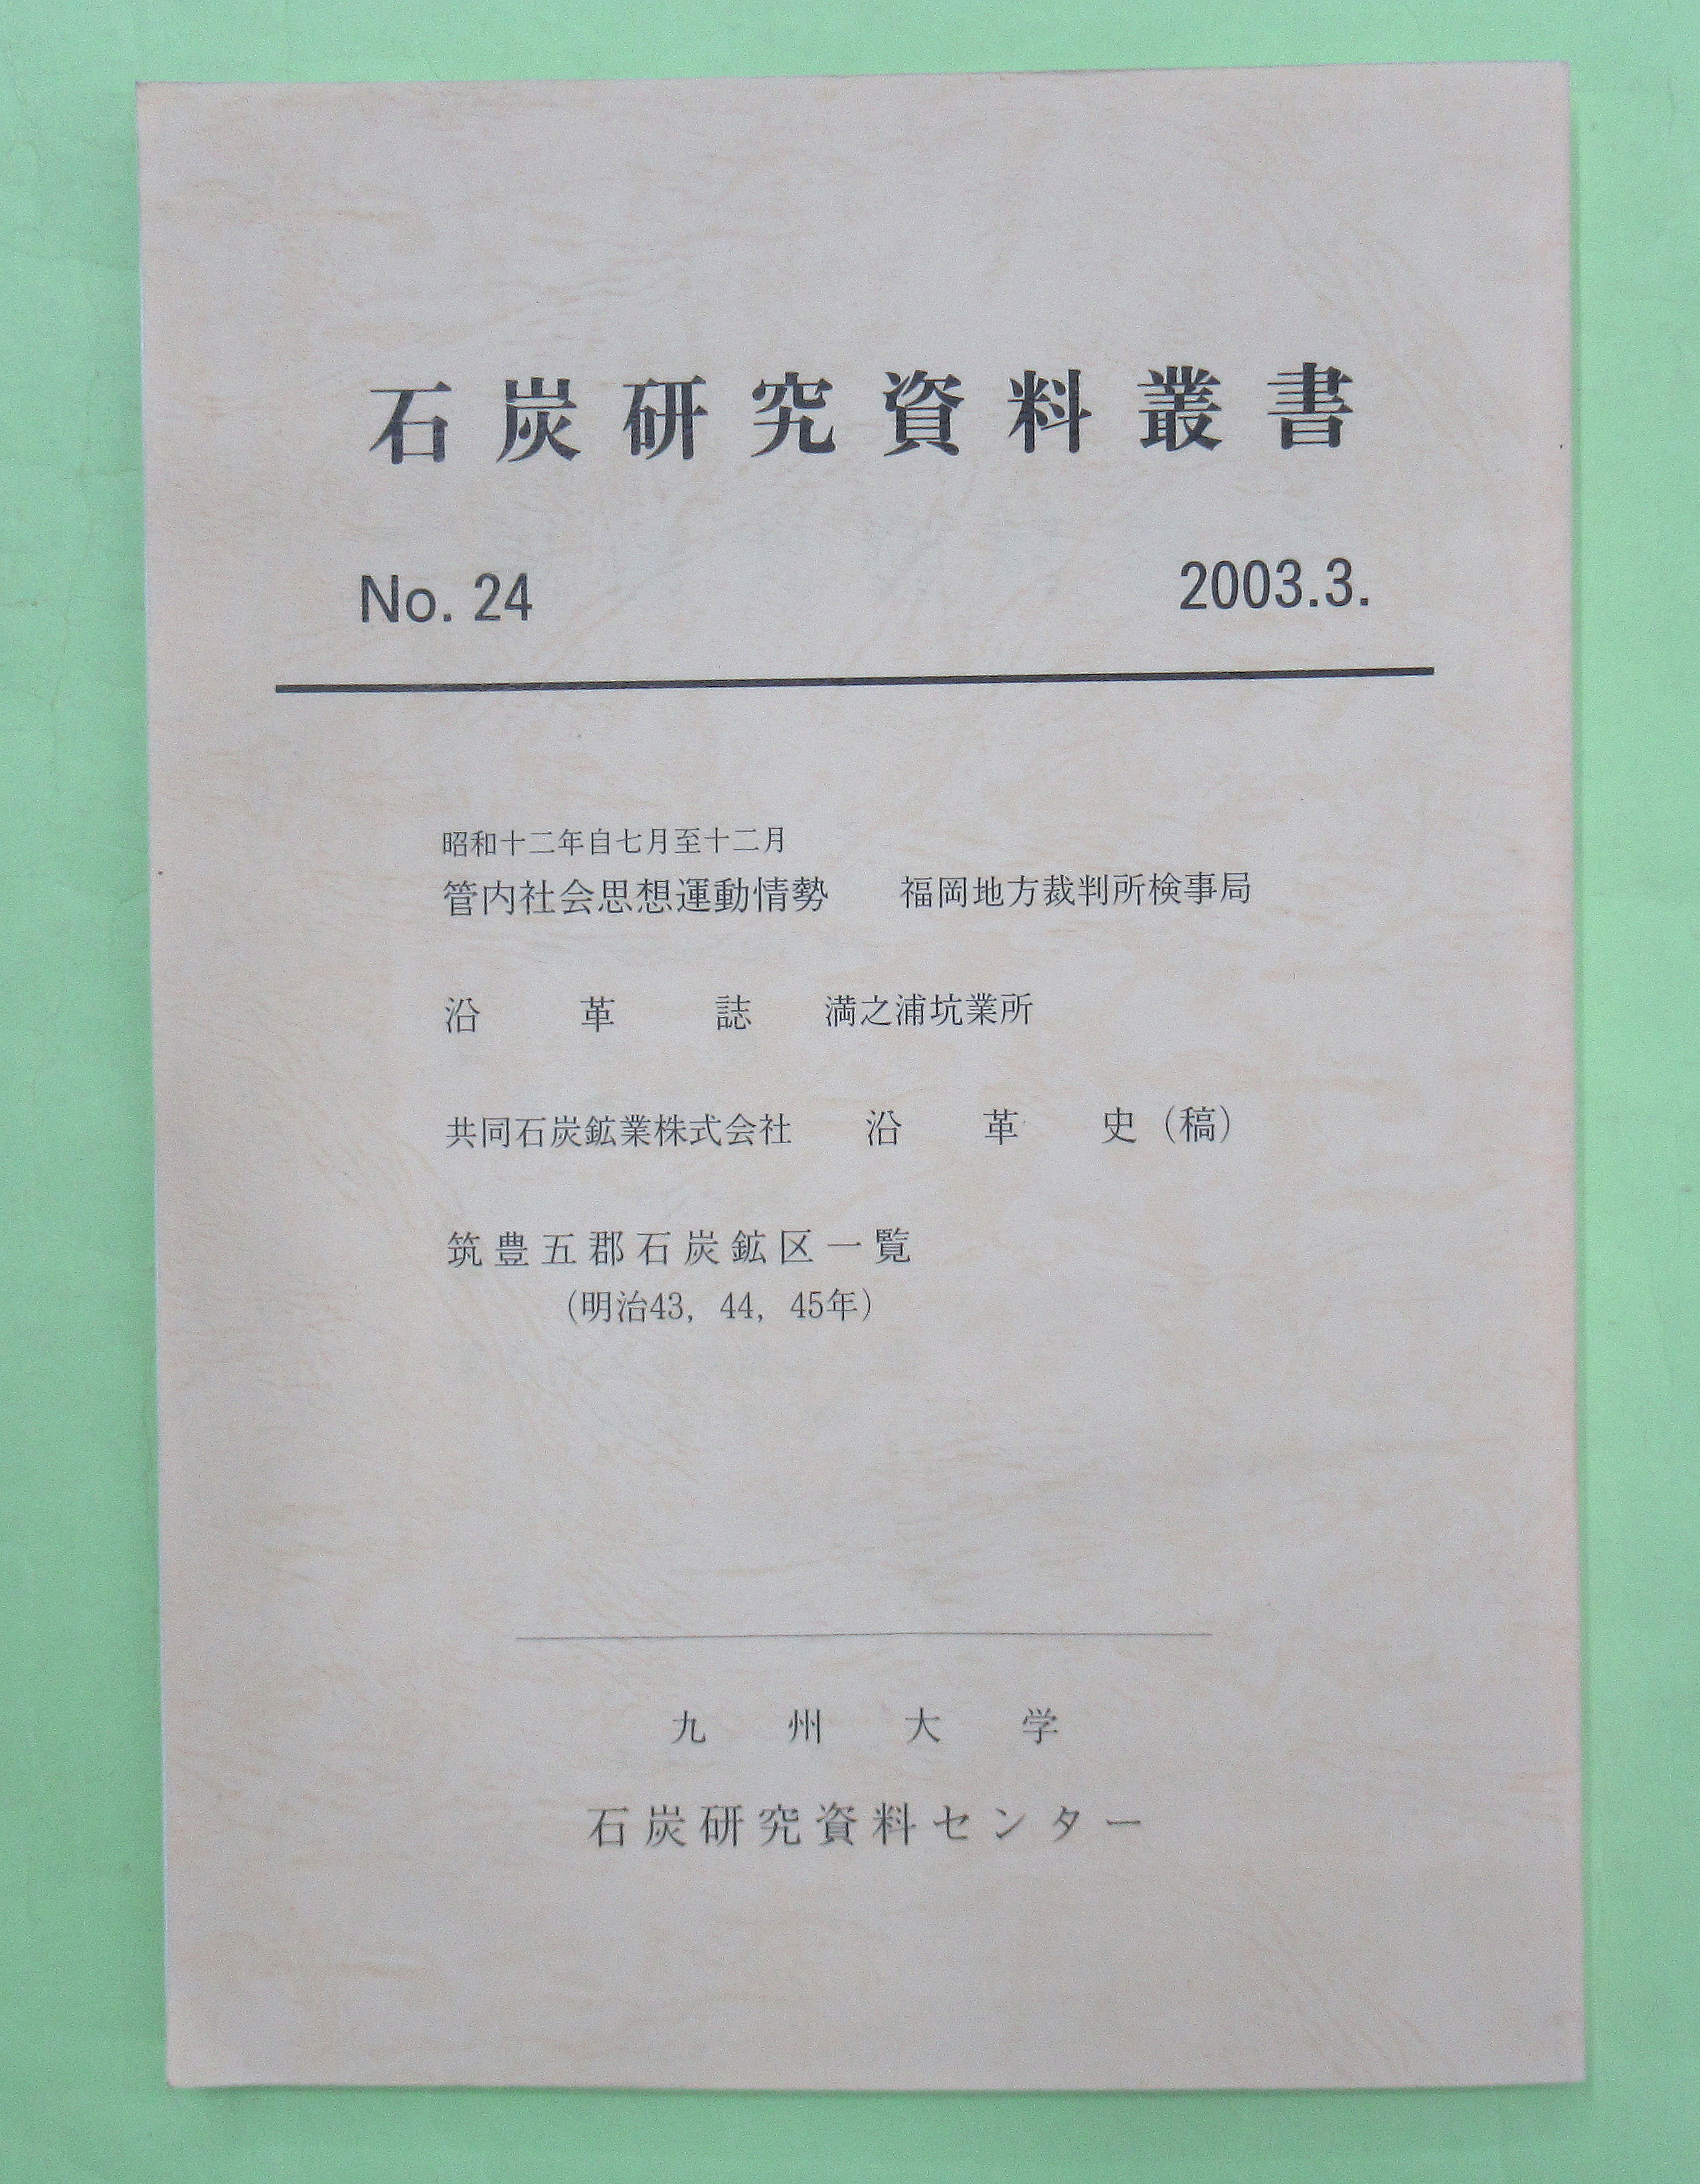 石炭研究資料叢書
No. 24 2003.3.
昭和十二年自七月至十二月
管内社会思想運動情勢 福岡地方裁判所検事局
沿革誌 満之浦坑業所
共同石炭鉱業株式会社 沿革史（稿）
筑豊五郡石炭鉱区一覧
（明治43，44，45年）
九州大学
石炭研究資料センター